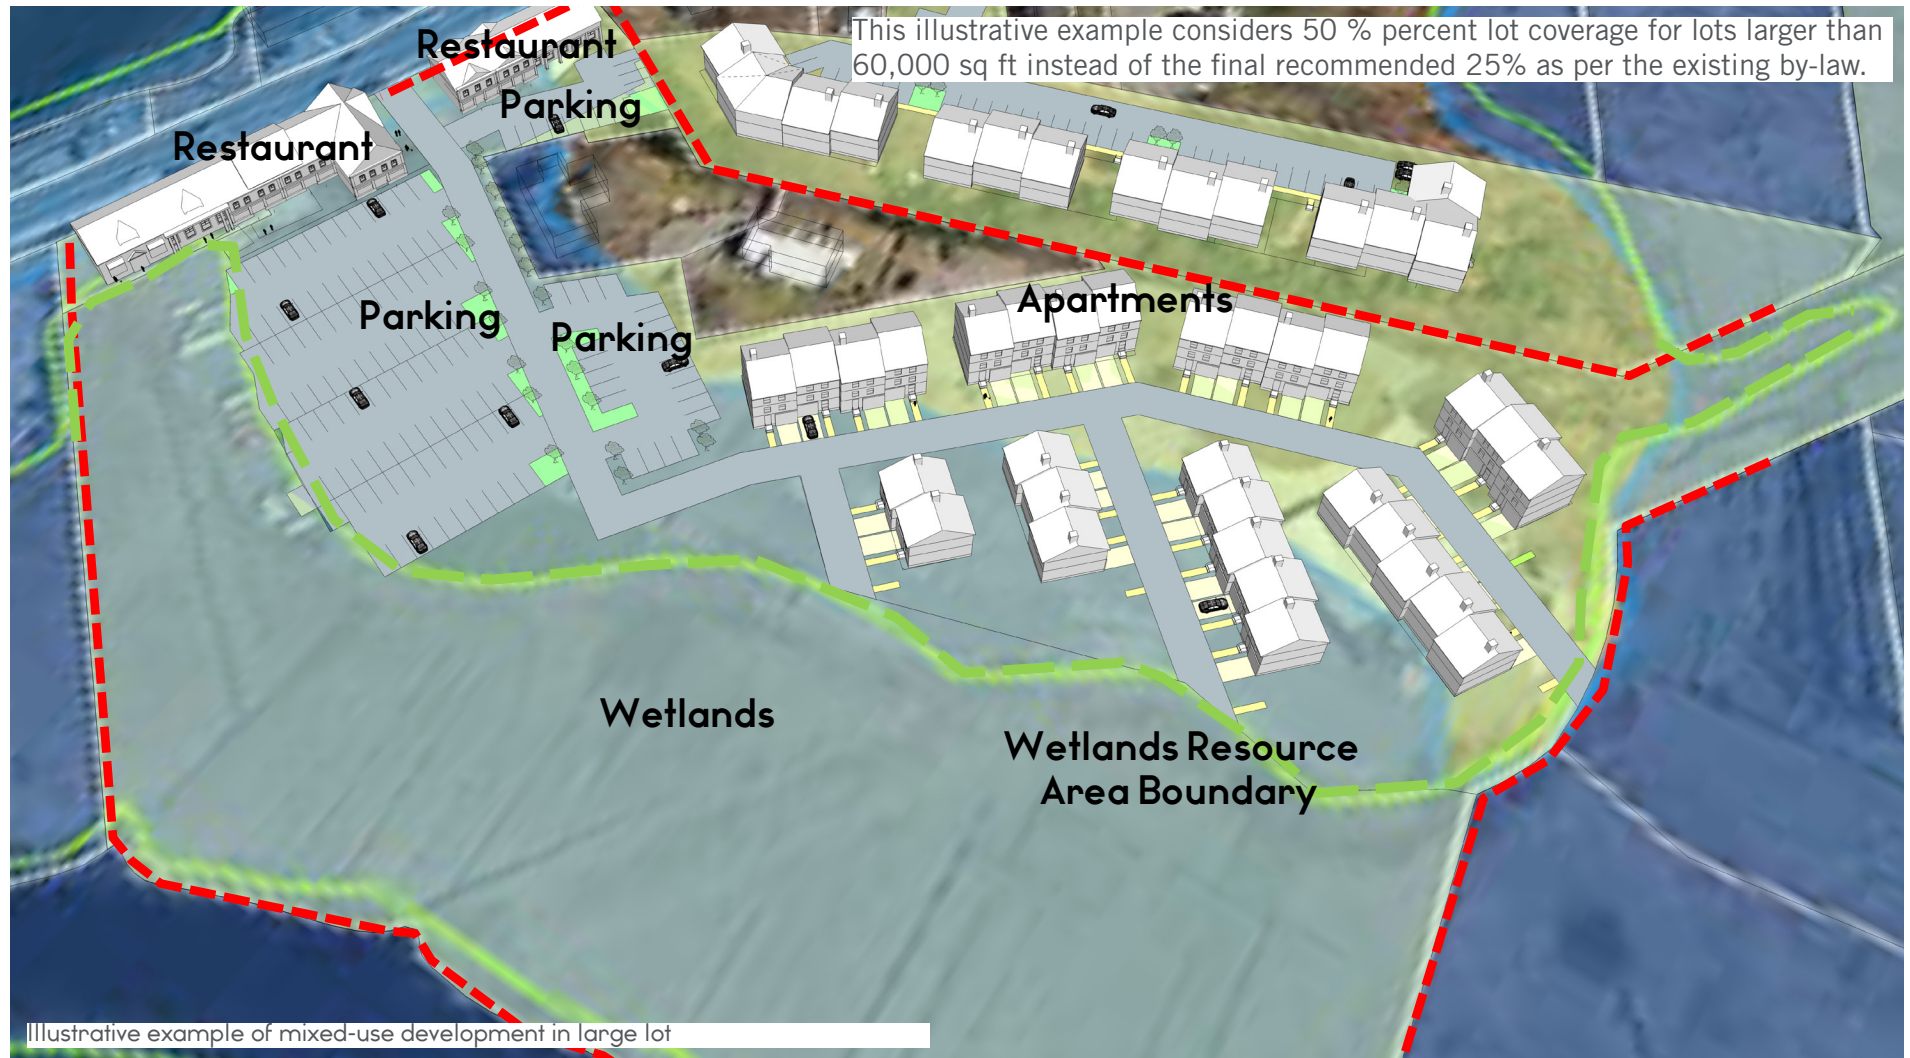 This illustrative example considers 50 % percent lot coverage for lots larger than
60,000 sq ft instead of the final recommended 25% as per the existing by-law.
Restaurant
Parking
Restaurant
Parking
Parking
Apartments
Wetlands
Wetlands Resource
Area Boundary
Illustrative example of mixed-use development in large lot